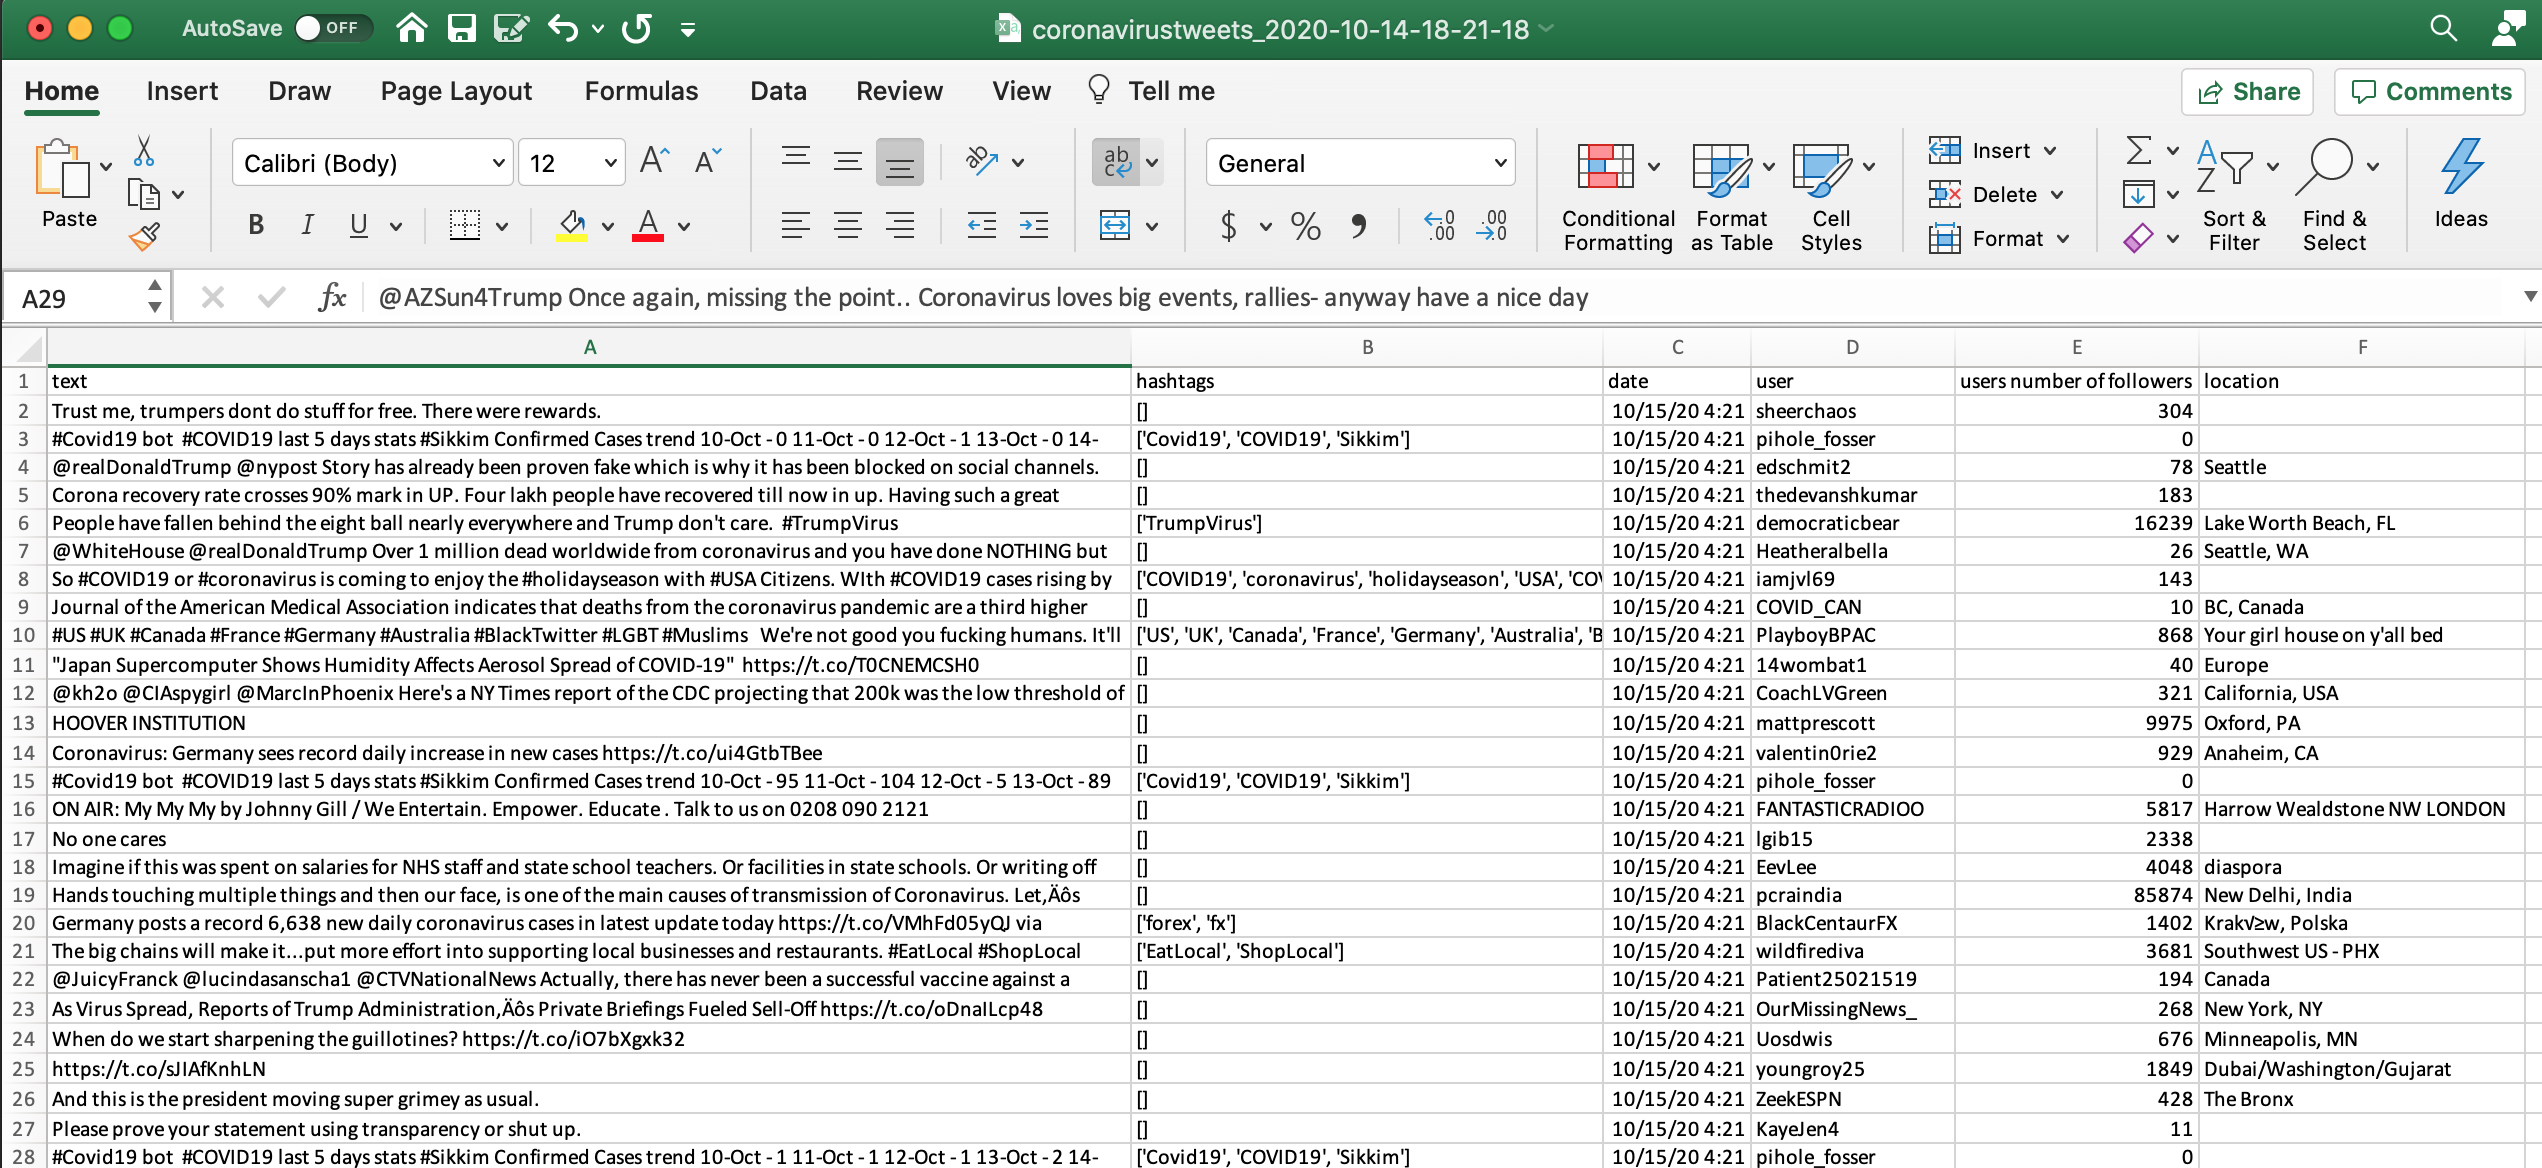 AutoSave OFF coronavirustweets_2020-10-14-18-21-18
Home Insert Draw Page Layout Formulas Data Review View Tell me Share Comments
Paste Calibri (Body) 12 General Conditional Formatting Format as Table Cell Styles Insert Delete Format Sort & Filter Find & Select Ideas
A29 fx @AZSun4Trump Once again, missing the point.. Coronavirus loves big events, rallies- anyway have a nice day
A B C D E F
1 text hashtags date user users number of followers location
2 Trust me, trumpers dont do stuff for free. There were rewards. [] 10/15/20 4:21 sheerchaos 304
3 #Covid19 bot #COVID19 last 5 days stats #Sikkim Confirmed Cases trend 10-Oct - 0 11-Oct - 0 12-Oct - 1 13-Oct - 0 14- ['Covid19', 'COVID19', 'Sikkim'] 10/15/20 4:21 pihole_fosser 0
4 @realDonaldTrump @nypost Story has already been proven fake which is why it has been blocked on social channels. [] 10/15/20 4:21 edschmit2 78 Seattle
5 Corona recovery rate crosses 90% mark in UP. Four lakh people have recovered till now in up. Having such a great [] 10/15/20 4:21 thedevanshkumar 183
6 People have fallen behind the eight ball nearly everywhere and Trump don't care. #TrumpVirus ['TrumpVirus'] 10/15/20 4:21 democraticbear 16239 Lake Worth Beach, FL
7 @WhiteHouse @realDonaldTrump Over 1 million dead worldwide from coronavirus and you have done NOTHING but [] 10/15/20 4:21 Heatheralbella 26 Seattle, WA
8 So #COVID19 or #coronavirus is coming to enjoy the #holidayseason with #USA Citizens. WIth #COVID19 cases rising by ['COVID19', 'coronavirus', 'holidayseason', 'USA', 'COV 10/15/20 4:21 iamjvl69 143
9 Journal of the American Medical Association indicates that deaths from the coronavirus pandemic are a third higher [] 10/15/20 4:21 COVID_CAN 10 BC, Canada
10 #US #UK #Canada #France #Germany #Australia #BlackTwitter #LGBT #Muslims We're not good you fucking humans. It'll ['US', 'UK', 'Canada', 'France', 'Germany', 'Australia', 'B 10/15/20 4:21 PlayboyBPAC 868 Your girl house on y'all bed
11 "Japan Supercomputer Shows Humidity Affects Aerosol Spread of COVID-19" https://t.co/T0CNEMCSH0 [] 10/15/20 4:21 14wombat1 40 Europe
12 @kh2o @CIAspygirl @MarcInPhoenix Here's a NY Times report of the CDC projecting that 200k was the low threshold of [] 10/15/20 4:21 CoachLVGreen 321 California, USA
13 HOOVER INSTITUTION [] 10/15/20 4:21 mattprescott 9975 Oxford, PA
14 Coronavirus: Germany sees record daily increase in new cases https://t.co/ui4GtbTBee [] 10/15/20 4:21 valentin0rie2 929 Anaheim, CA
15 #Covid19 bot #COVID19 last 5 days stats #Sikkim Confirmed Cases trend 10-Oct - 95 11-Oct - 104 12-Oct - 5 13-Oct - 89 ['Covid19', 'COVID19', 'Sikkim'] 10/15/20 4:21 pihole_fosser 0
16 ON AIR: My My My by Johnny Gill / We Entertain. Empower. Educate . Talk to us on 0208 090 2121 [] 10/15/20 4:21 FANTASTICRADIOO 5817 Harrow Wealdstone NW LONDON
17 No one cares [] 10/15/20 4:21 lgib15 2338
18 Imagine if this was spent on salaries for NHS staff and state school teachers. Or facilities in state schools. Or writing off [] 10/15/20 4:21 EevLee 4048 diaspora
19 Hands touching multiple things and then our face, is one of the main causes of transmission of Coronavirus. Let‚Äôs [] 10/15/20 4:21 pcraindia 85874 New Delhi, India
20 Germany posts a record 6,638 new daily coronavirus cases in latest update today https://t.co/VMhFd05yQJ via ['forex', 'fx'] 10/15/20 4:21 BlackCentaurFX 1402 Krak√≥w, Polska
21 The big chains will make it...put more effort into supporting local businesses and restaurants. #EatLocal #ShopLocal ['EatLocal', 'ShopLocal'] 10/15/20 4:21 wildfirediva 3681 Southwest US - PHX
22 @JuicyFranck @lucindasanscha1 @CTVNationalNews Actually, there has never been a successful vaccine against a [] 10/15/20 4:21 Patient25021519 194 Canada
23 As Virus Spread, Reports of Trump Administration‚Äôs Private Briefings Fueled Sell-Off https://t.co/oDnaILcp48 [] 10/15/20 4:21 OurMissingNews_ 268 New York, NY
24 When do we start sharpening the guillotines? https://t.co/iO7bXgxk32 [] 10/15/20 4:21 Uosdwis 676 Minneapolis, MN
25 https://t.co/sJIAfKnhLN [] 10/15/20 4:21 youngroy25 1849 Dubai/Washington/Gujarat
26 And this is the president moving super grimey as usual. [] 10/15/20 4:21 ZeekESPN 428 The Bronx
27 Please prove your statement using transparency or shut up. [] 10/15/20 4:21 KayeJen4 11
28 #Covid19 bot #COVID19 last 5 days stats #Sikkim Confirmed Cases trend 10-Oct - 1 11-Oct - 1 12-Oct - 1 13-Oct - 2 14- ['Covid19', 'COVID19', 'Sikkim'] 10/15/20 4:21 pihole_fosser 0